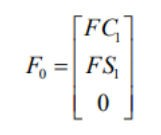 F₀ = [FC₁
FS₁
0]